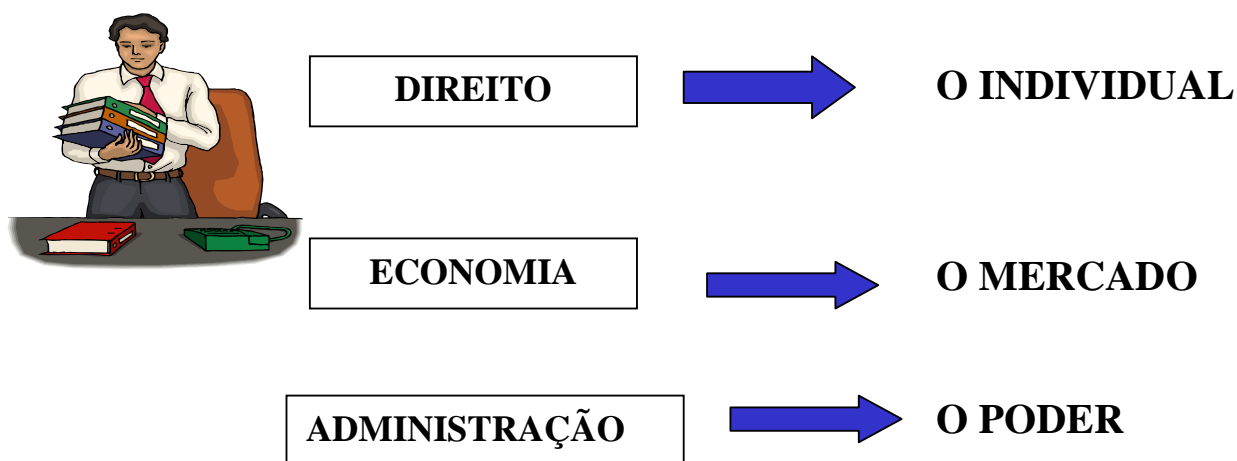 DIREITO
O INDIVIDUAL
ECONOMIA
O MERCADO
ADMINISTRAÇÃO
O PODER